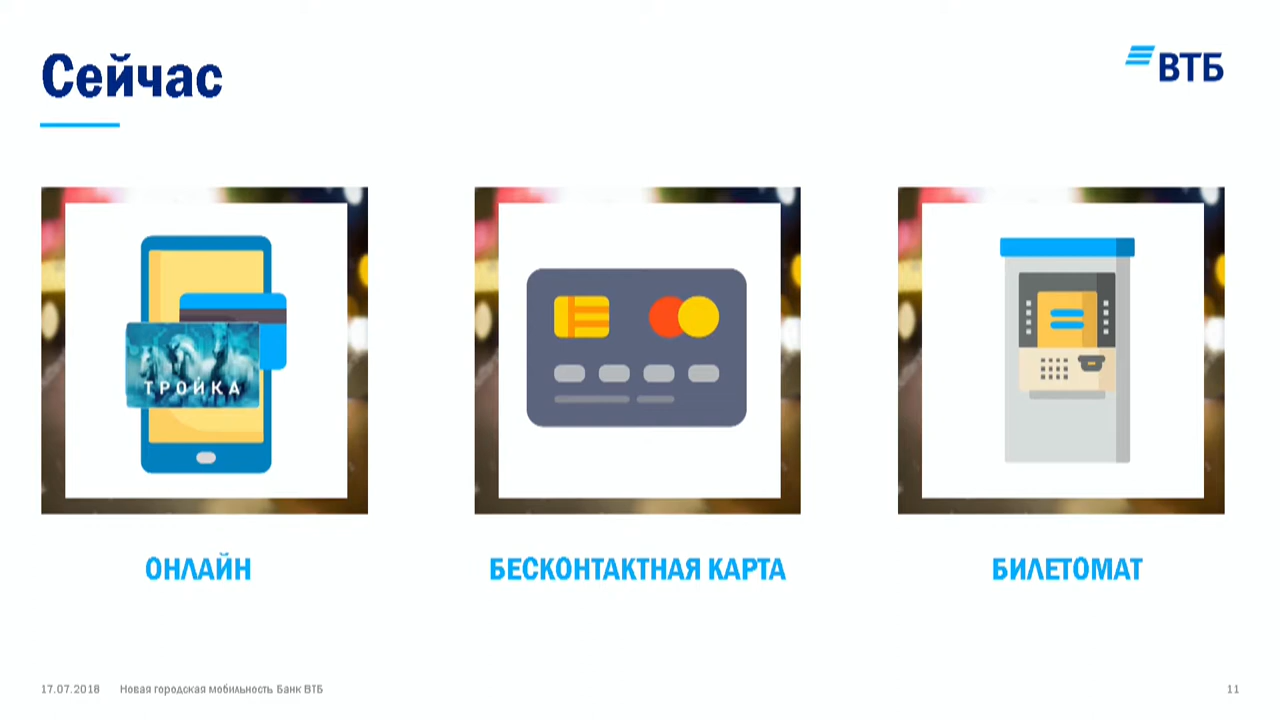 Сейчас
ВТБ
ТРОЙКА
ОНЛАЙН
БЕСКОНТАКТНАЯ КАРТА
БИЛЕТОМАТ
17.07.2018 Новая городская мобильность Банк ВТБ
11